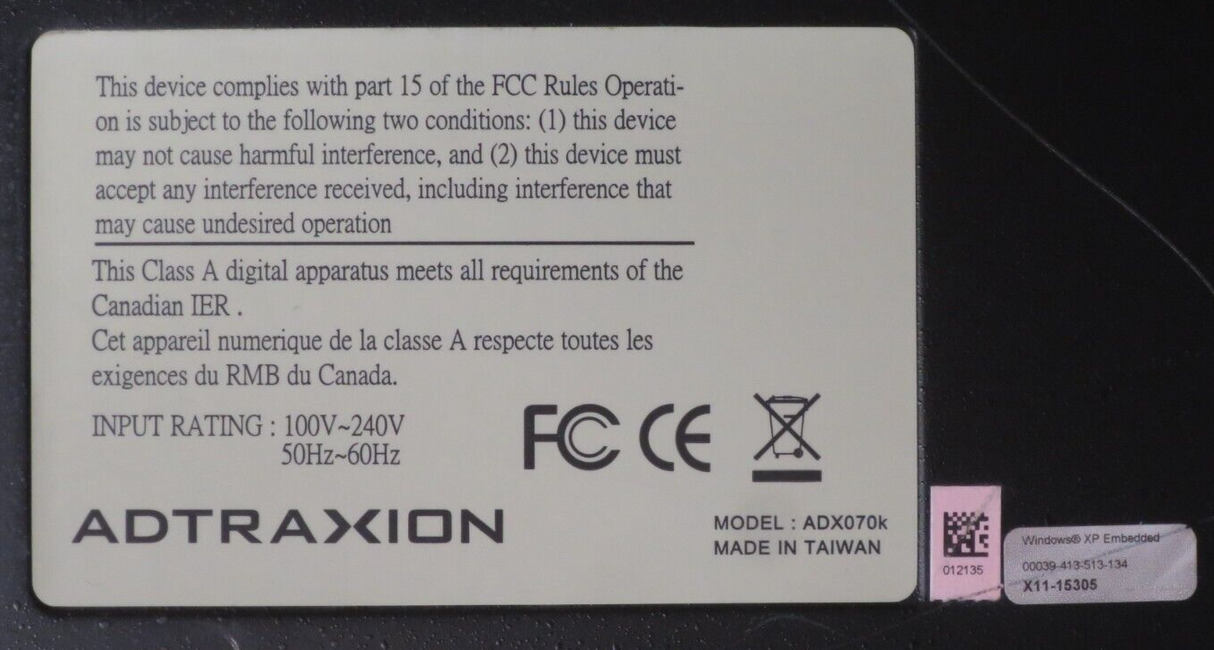 This device complies with part 15 of the FCC Rules Operati-
on is subject to the following two conditions: (1) this device
may not cause harmful interference, and (2) this device must
accept any interference received, including interference that
may cause undesired operation
This Class A digital apparatus meets all requirements of the
Canadian IER .
Cet appareil numerique de la classe A respecte toutes les
exigences du RMB du Canada.
INPUT RATING : 100V~240V
50Hz~60Hz
FC CE
ADTRAXION
MODEL : ADX070k
MADE IN TAIWAN
012135
Windows® XP Embedded
00039-413-513-134
X11-15305